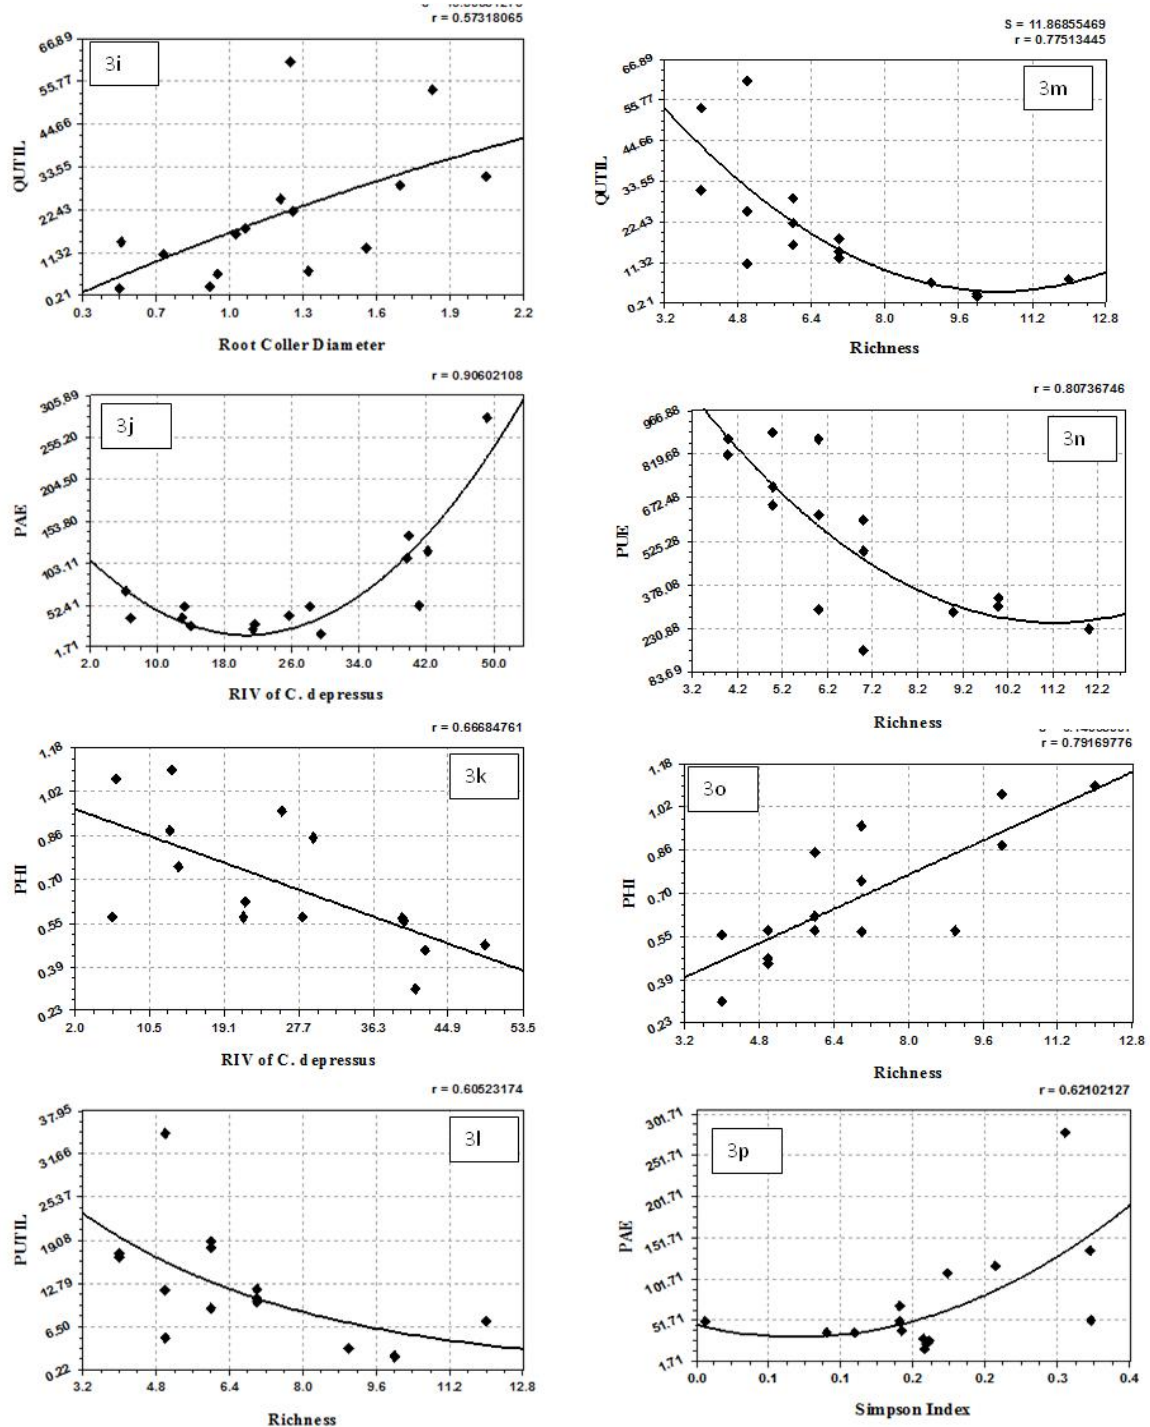 r = 0.57318065
66.89
55.77
44.66
33.55
22.43
11.32
0.21
QUTIL
3i
0.3 0.7 1.0 1.3 1.6 1.9 2.2
Root Coller Diameter
S = 11.86855469
r = 0.77513445
66.89
55.77
44.66
33.55
22.43
11.32
0.21
QUTIL
3m
3.2 4.8 6.4 8.0 9.6 11.2 12.8
Richness
r = 0.90602108
305.89
255.20
204.50
153.80
103.11
52.41
1.71
PAE
3j
2.0 10.0 18.0 26.0 34.0 42.0 50.0
RIV of C. depressus
r = 0.80736746
966.88
819.68
672.48
525.28
378.08
230.88
83.69
PUE
3n
3.2 4.2 5.2 6.2 7.2 8.2 9.2 10.2 11.2 12.2
Richness
r = 0.66684761
1.18
1.02
0.86
0.70
0.55
0.39
0.23
PHI
3k
2.0 10.5 19.1 27.7 36.3 44.9 53.5
RIV of C. depressus
r = 0.79169776
1.18
1.02
0.86
0.70
0.55
0.39
0.23
PHI
3o
3.2 4.8 6.4 8.0 9.6 11.2 12.8
Richness
r = 0.60523174
37.95
31.66
25.37
19.08
12.79
6.50
0.22
PUTIL
3l
3.2 4.8 6.4 8.0 9.6 11.2 12.8
Richness
r = 0.62102127
301.71
251.71
201.71
151.71
101.71
51.71
1.71
PAE
3p
0.0 0.1 0.1 0.2 0.2 0.3 0.4
Simpson Index